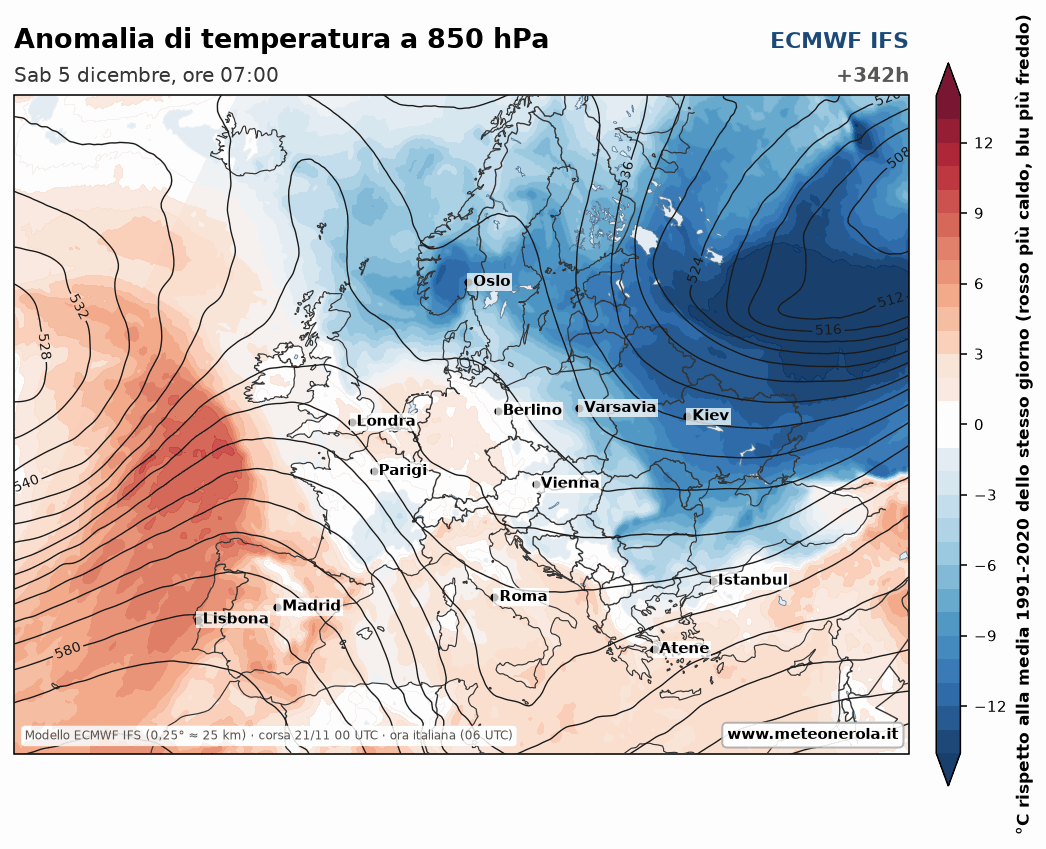 Anomalia di temperatura a 850 hPa
ECMWF IFS
Sab 5 dicembre, ore 07:00
+342h
520
508
536
524
532
512
516
528
Oslo
Berlino
Varsavia
Kiev
Londra
Parigi
Vienna
540
Istanbul
Roma
Madrid
Lisbona
Atene
580
Modello ECMWF IFS (0,25° ≈ 25 km) · corsa 21/11 00 UTC · ora italiana (06 UTC)
www.meteonerola.it
12
9
6
3
0
−3
−6
−9
−12
°C rispetto alla media 1991-2020 dello stesso giorno (rosso più caldo, blu più freddo)